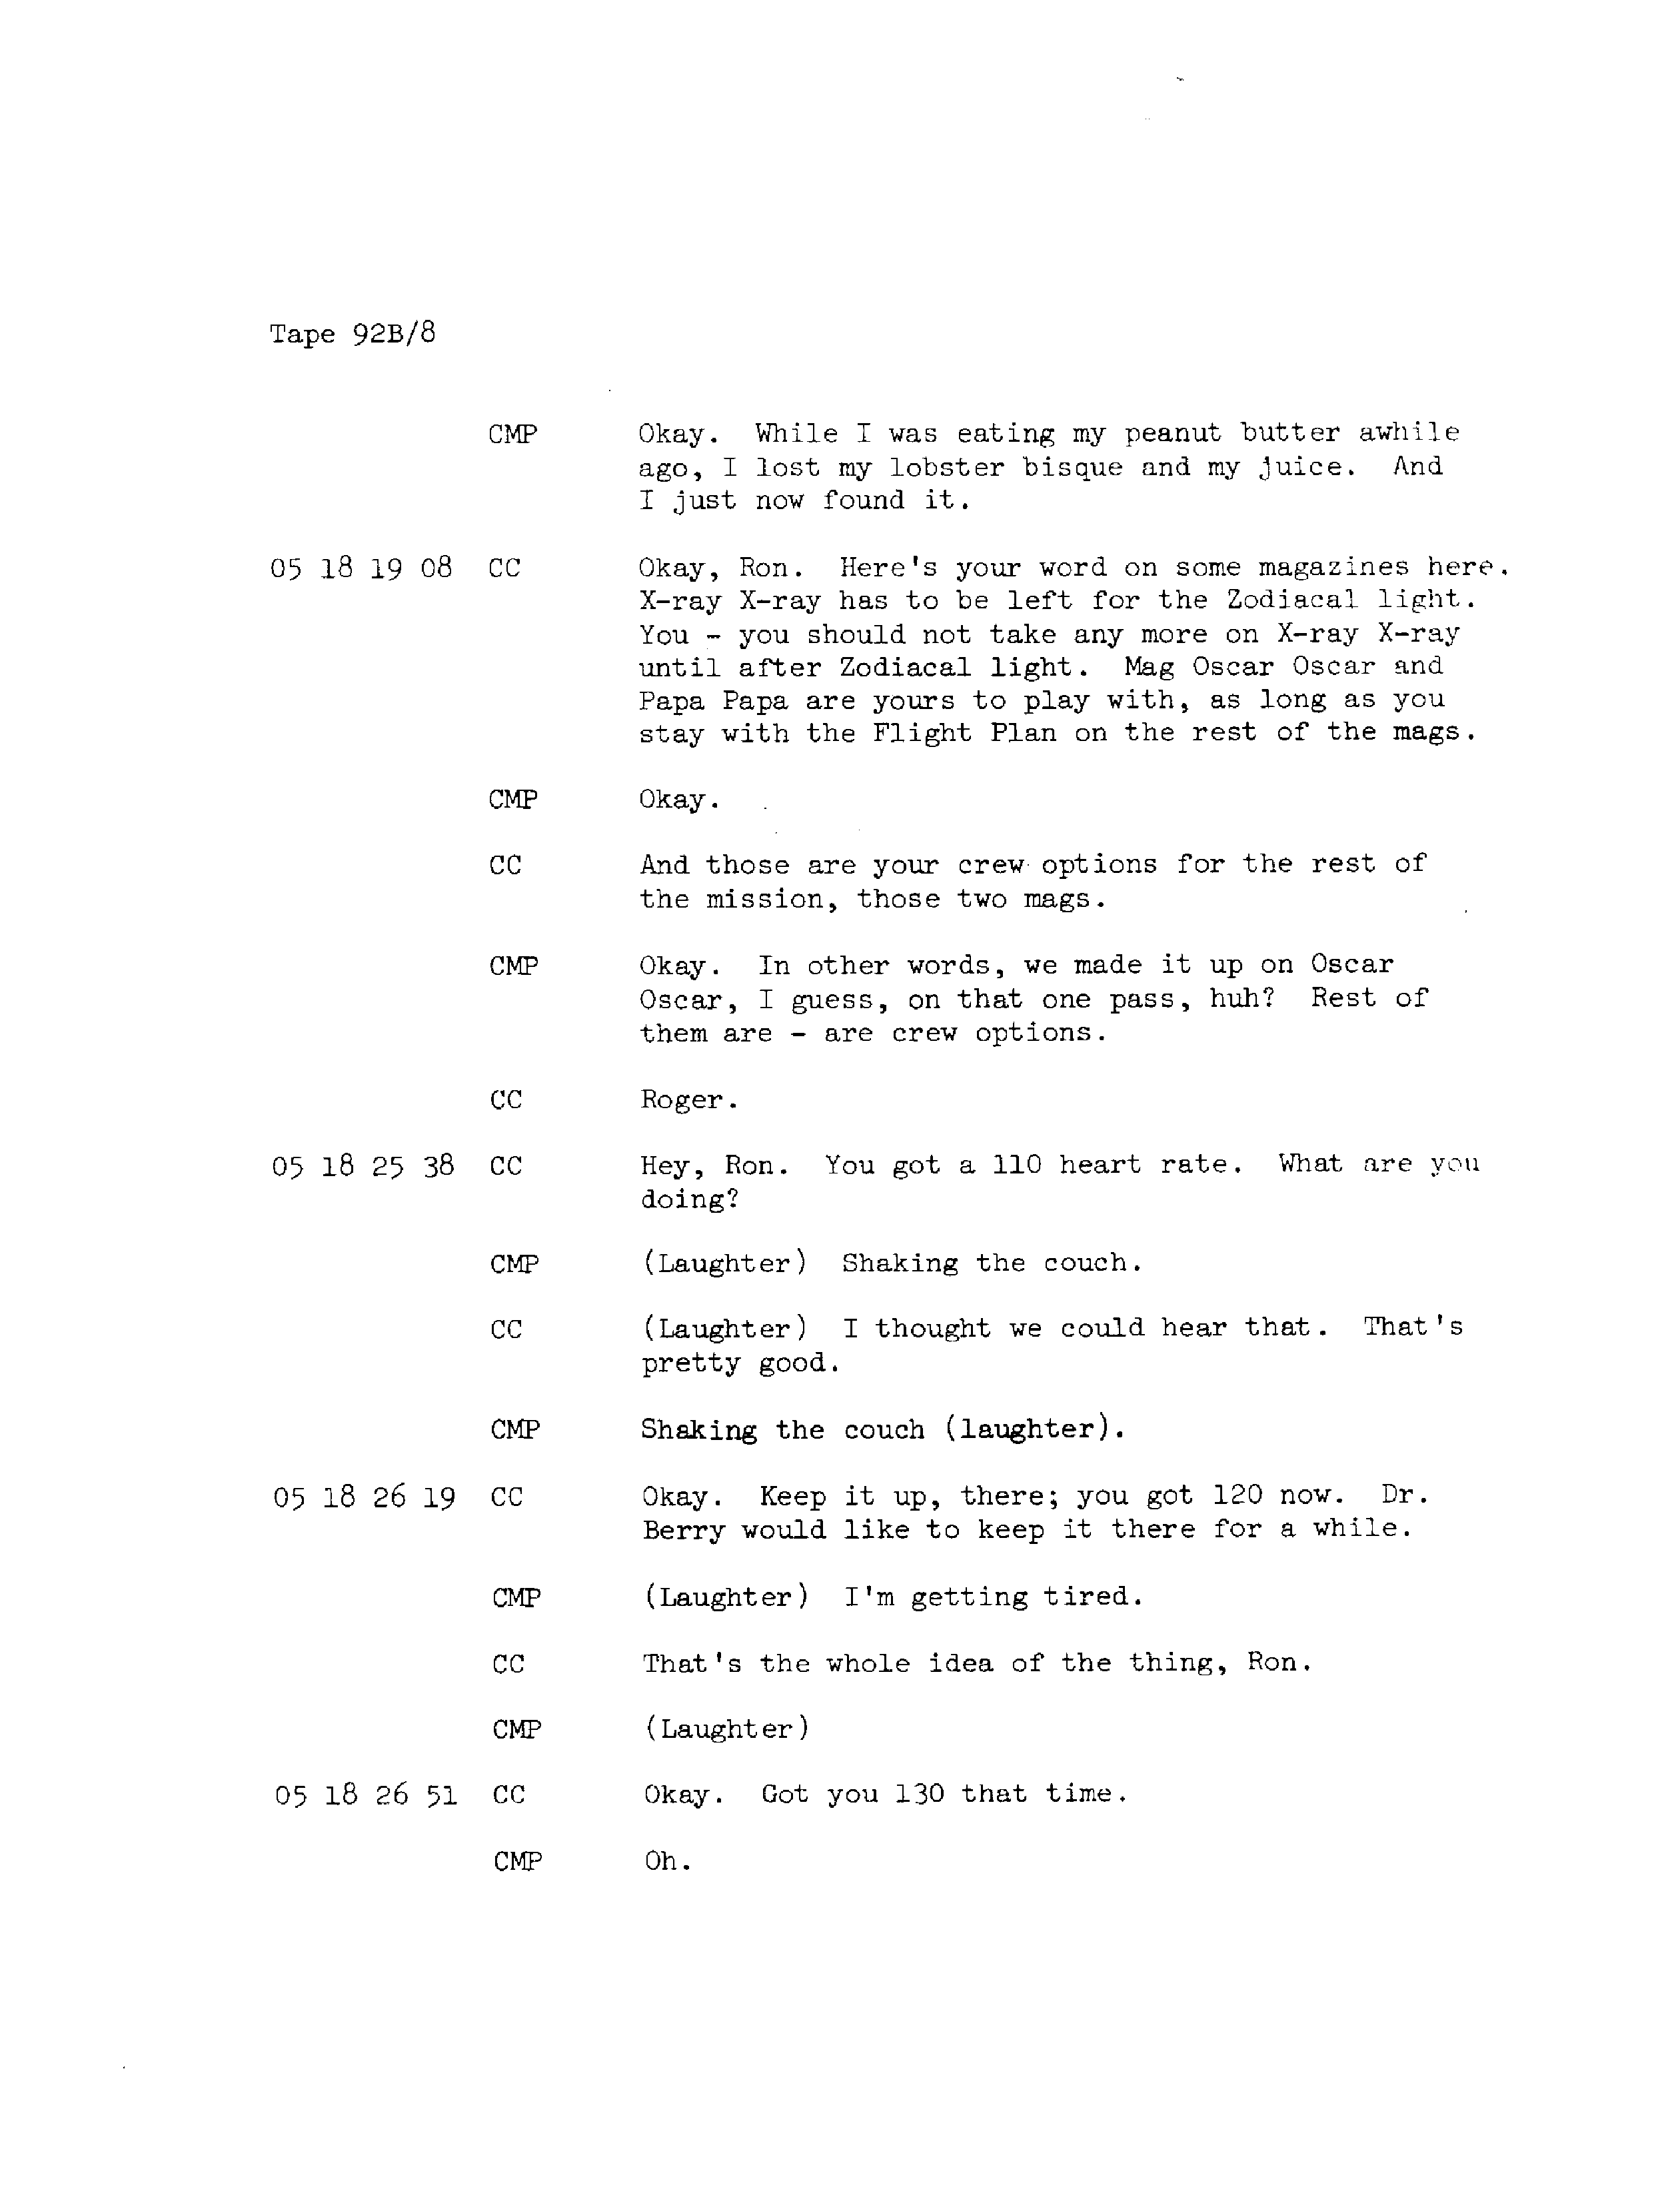 Tape 92B/8
CMP Okay. While I was eating my peanut butter awhile
ago, I lost my lobster bisque and my juice. And
I just now found it.
05 18 19 08 CC Okay, Ron. Here's your word on some magazines here.
X-ray X-ray has to be left for the Zodiacal light.
You - you should not take any more on X-ray X-ray
until after Zodiacal light. Mag Oscar Oscar and
Papa Papa are yours to play with, as long as you
stay with the Flight Plan on the rest of the mags.
CMP Okay.
CC And those are your crew options for the rest of
the mission, those two mags.
CMP Okay. In other words, we made it up on Oscar
Oscar, I guess, on that one pass, huh? Rest of
them are - are crew options.
CC Roger.
05 18 25 38 CC Hey, Ron. You got a 110 heart rate. What are you
doing?
CMP (Laughter) Shaking the couch.
CC (Laughter) I thought we could hear that. That's
pretty good.
CMP Shaking the couch (laughter).
05 18 26 19 CC Okay. Keep it up, there; you got 120 now. Dr.
Berry would like to keep it there for a while.
CMP (Laughter) I'm getting tired.
CC That's the whole idea of the thing, Ron.
CMP (Laughter)
05 18 26 51 CC Okay. Got you 130 that time.
CMP Oh.